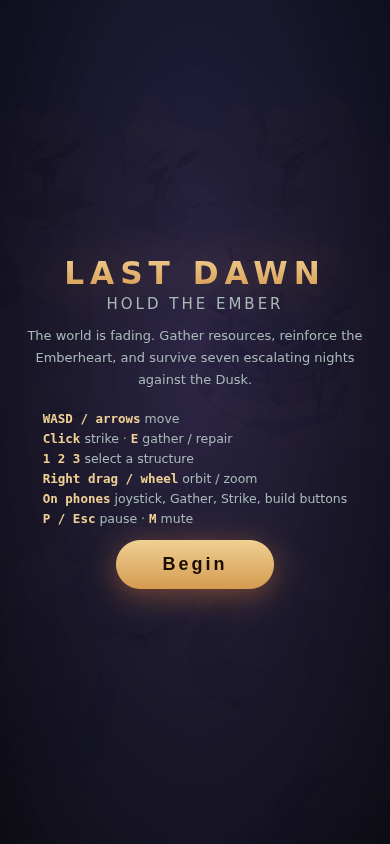 LAST DAWN
HOLD THE EMBER
The world is fading. Gather resources, reinforce the
Emberheart, and survive seven escalating nights
against the Dusk.
WASD / arrows move
Click strike · E gather / repair
1 2 3 select a structure
Right drag / wheel orbit / zoom
On phones joystick, Gather, Strike, build buttons
P / Esc pause · M mute
Begin